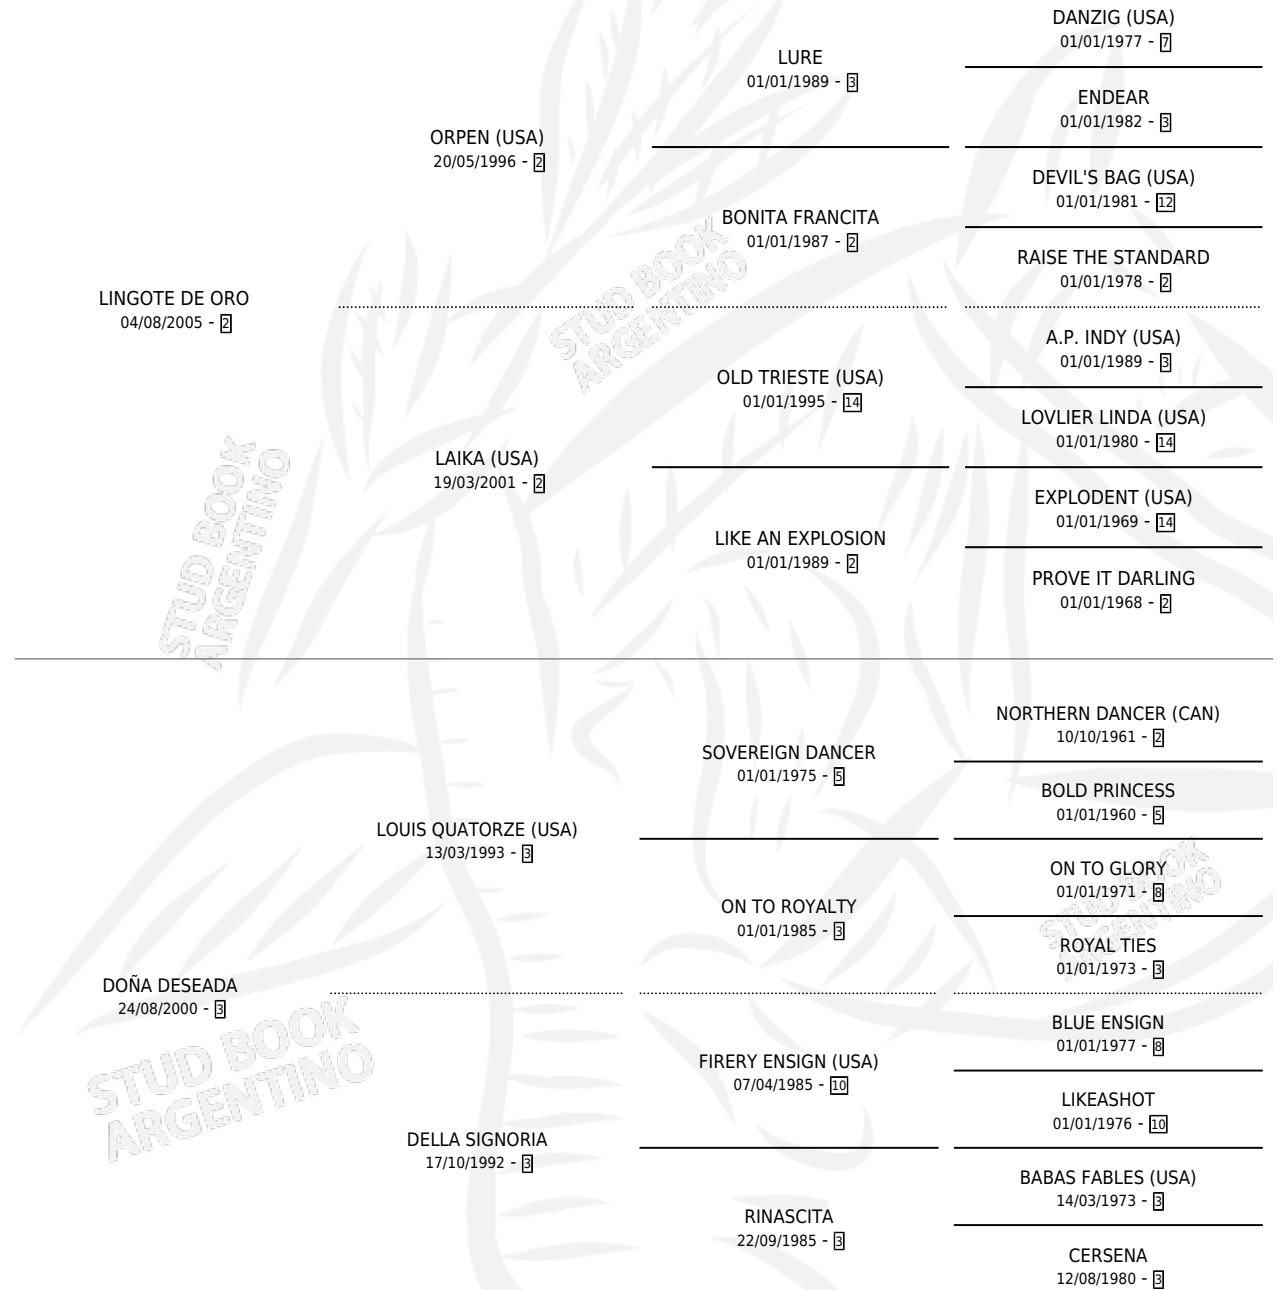 DANZIG (USA)
01/01/1977 - 7
LURE
01/01/1989 - 3
ENDEAR
01/01/1982 - 3
ORPEN (USA)
20/05/1996 - 2
DEVIL'S BAG (USA)
01/01/1981 - 12
BONITA FRANCITA
01/01/1987 - 2
RAISE THE STANDARD
01/01/1978 - 2
LINGOTE DE ORO
04/08/2005 - 2
STUD BOOK
ARGENTINO
A.P. INDY (USA)
01/01/1989 - 3
OLD TRIESTE (USA)
01/01/1995 - 14
LOVLIER LINDA (USA)
01/01/1980 - 14
LAIKA (USA)
19/03/2001 - 2
EXPLODENT (USA)
01/01/1969 - 14
LIKE AN EXPLOSION
01/01/1989 - 2
PROVE IT DARLING
01/01/1968 - 2
STUD BOOK
ARGENTINO
NORTHERN DANCER (CAN)
10/10/1961 - 2
SOVEREIGN DANCER
01/01/1975 - 5
BOLD PRINCESS
01/01/1960 - 5
LOUIS QUATORZE (USA)
13/03/1993 - 3
ON TO GLORY
01/01/1971 - 8
ON TO ROYALTY
01/01/1985 - 3
STUD BOOK
ARGENTINO
ROYAL TIES
01/01/1973 - 3
DOÑA DESEADA
24/08/2000 - 3
STUD BOOK
ARGENTINO
BLUE ENSIGN
01/01/1977 - 8
FIRERY ENSIGN (USA)
07/04/1985 - 10
LIKEASHOT
01/01/1976 - 10
DELLA SIGNORIA
17/10/1992 - 3
BABAS FABLES (USA)
14/03/1973 - 3
RINASCITA
22/09/1985 - 3
CERSENA
12/08/1980 - 3